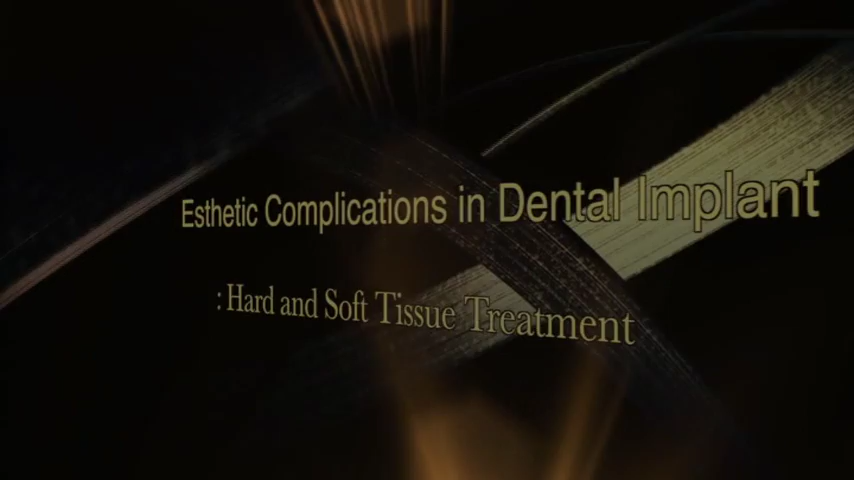 Esthetic Complications in Dental Implant
: Hard and Soft Tissue Treatment